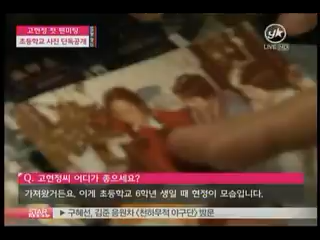 고현정 첫 팬미팅
초등학교 사진 단독공개
yk
LIVE HD
Q. 고현정씨 어디가 좋으세요?
가져왔거든요, 이게 초등학교 6학년 생일 때 현정이 모습입니다.
STAR
구혜선, 김준 응원차 <천하무적 야구단> 방문